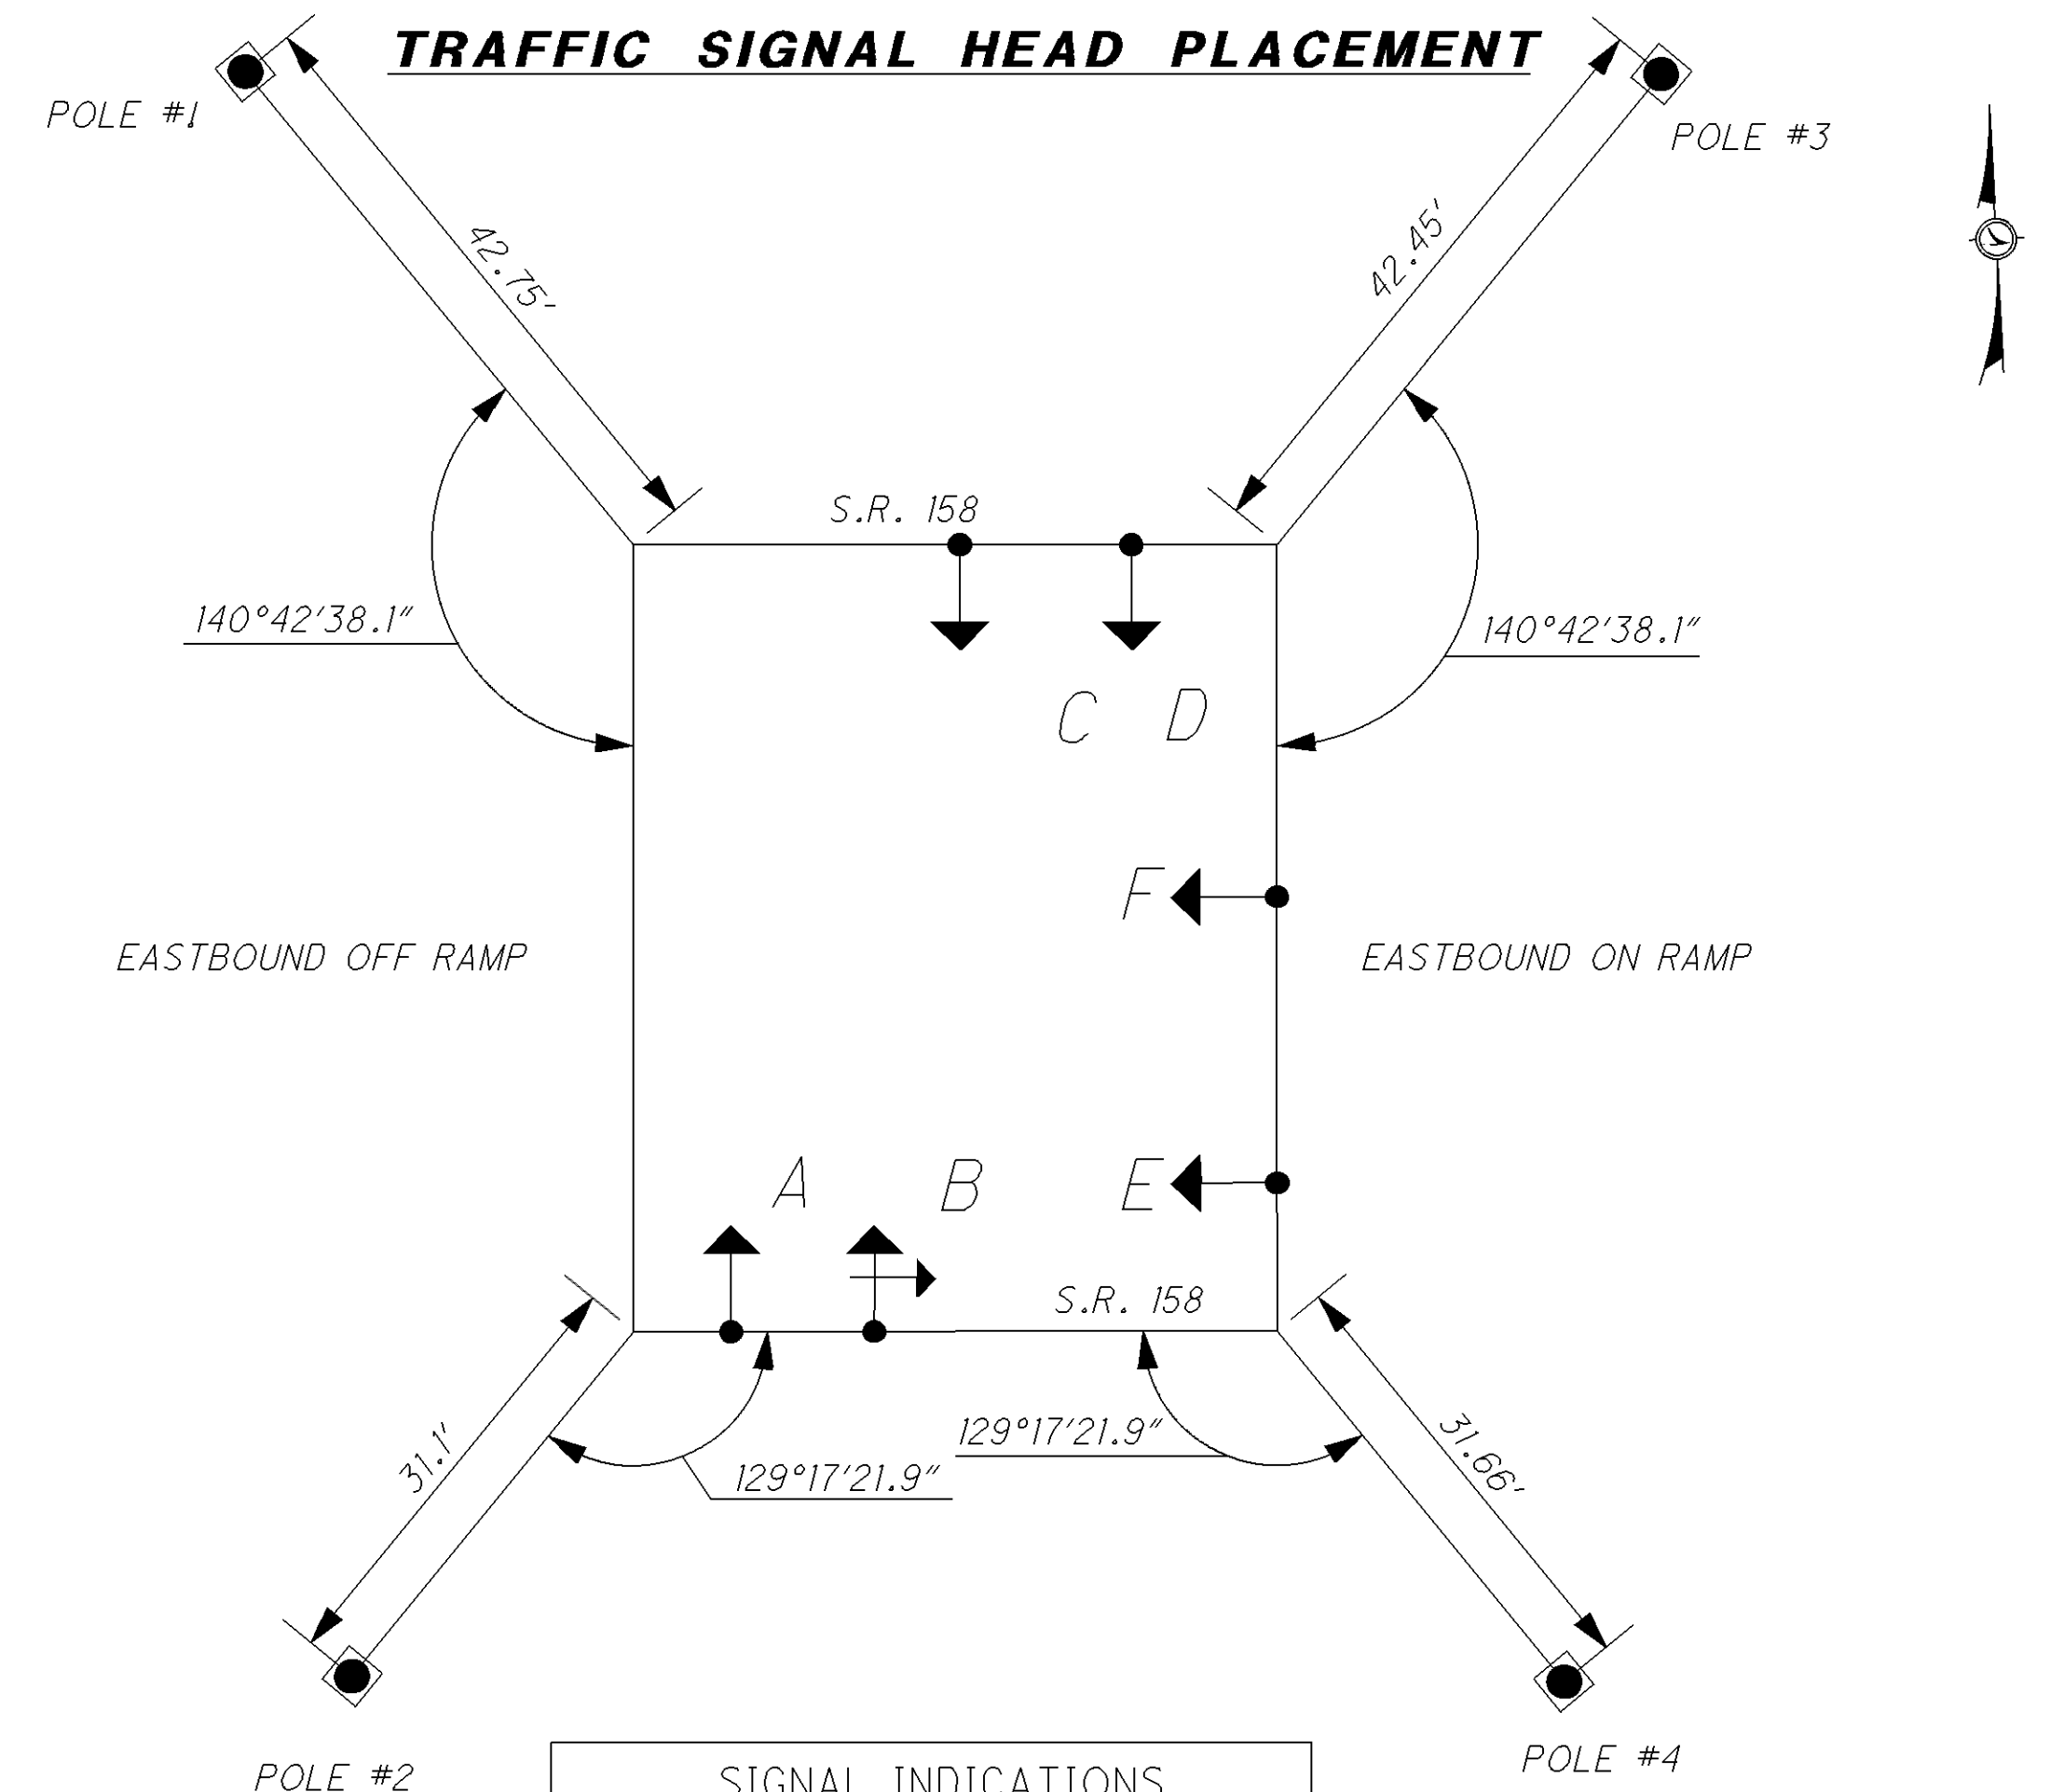 TRAFFIC SIGNAL HEAD PLACEMENT
POLE #1
POLE #3
42.75'
42.45'
S.R. 158
140°42'38.1"
140°42'38.1"
C D
F
EASTBOUND OFF RAMP
EASTBOUND ON RAMP
A B E
S.R. 158
31.1'
129°17'21.9"
129°17'21.9"
31.66'
POLE #2
POLE #4
SIGNAL INDICATIONS